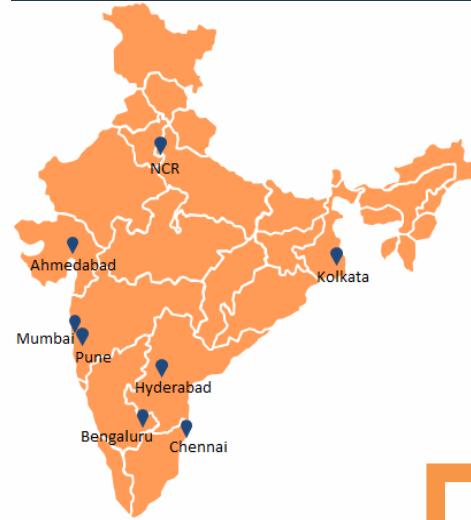 NCR
Ahmedabad
Kolkata
Mumbai
Pune
Hyderabad
Bengaluru
Chennai